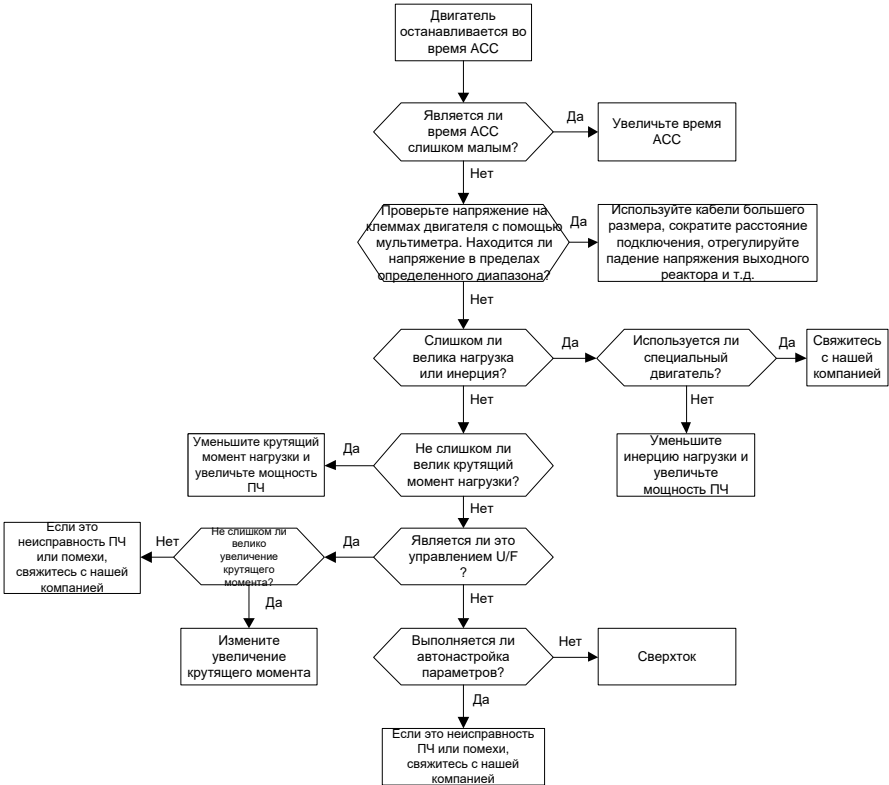 Двигатель
останавливается во
время ACC
Является ли
время ACC
слишком малым?
Да
Увеличьте время
ACC
Нет
Проверьте напряжение на
клеммах двигателя с помощью
мультиметра. Находится ли
напряжение в пределах
определенного диапазона?
Да
Используйте кабели большего
размера, сократите расстояние
подключения, отрегулируйте
падение напряжения выходного
реактора и т.д.
Нет
Слишком ли
велика нагрузка
или инерция?
Да
Используется ли
специальный
двигатель?
Да
Свяжитесь
с нашей
компанией
Нет
Нет
Уменьшите
инерцию нагрузки и
увеличьте
мощность ПЧ
Не слишком ли
велик крутящий
момент нагрузки?
Да
Уменьшите крутящий
момент нагрузки и
увеличьте мощность
ПЧ
Нет
Является ли это
управлением U/F
?
Да
Не слишком ли
велико
увеличение
крутящего
момента?
Нет
Если это
неисправность ПЧ
или помехи,
свяжитесь с нашей
компанией
Да
Измените
увеличение
крутящего момента
Нет
Выполняется ли
автонастройка
параметров?
Нет
Сверхток
Да
Если это неисправность
ПЧ или помехи,
свяжитесь с нашей
компанией